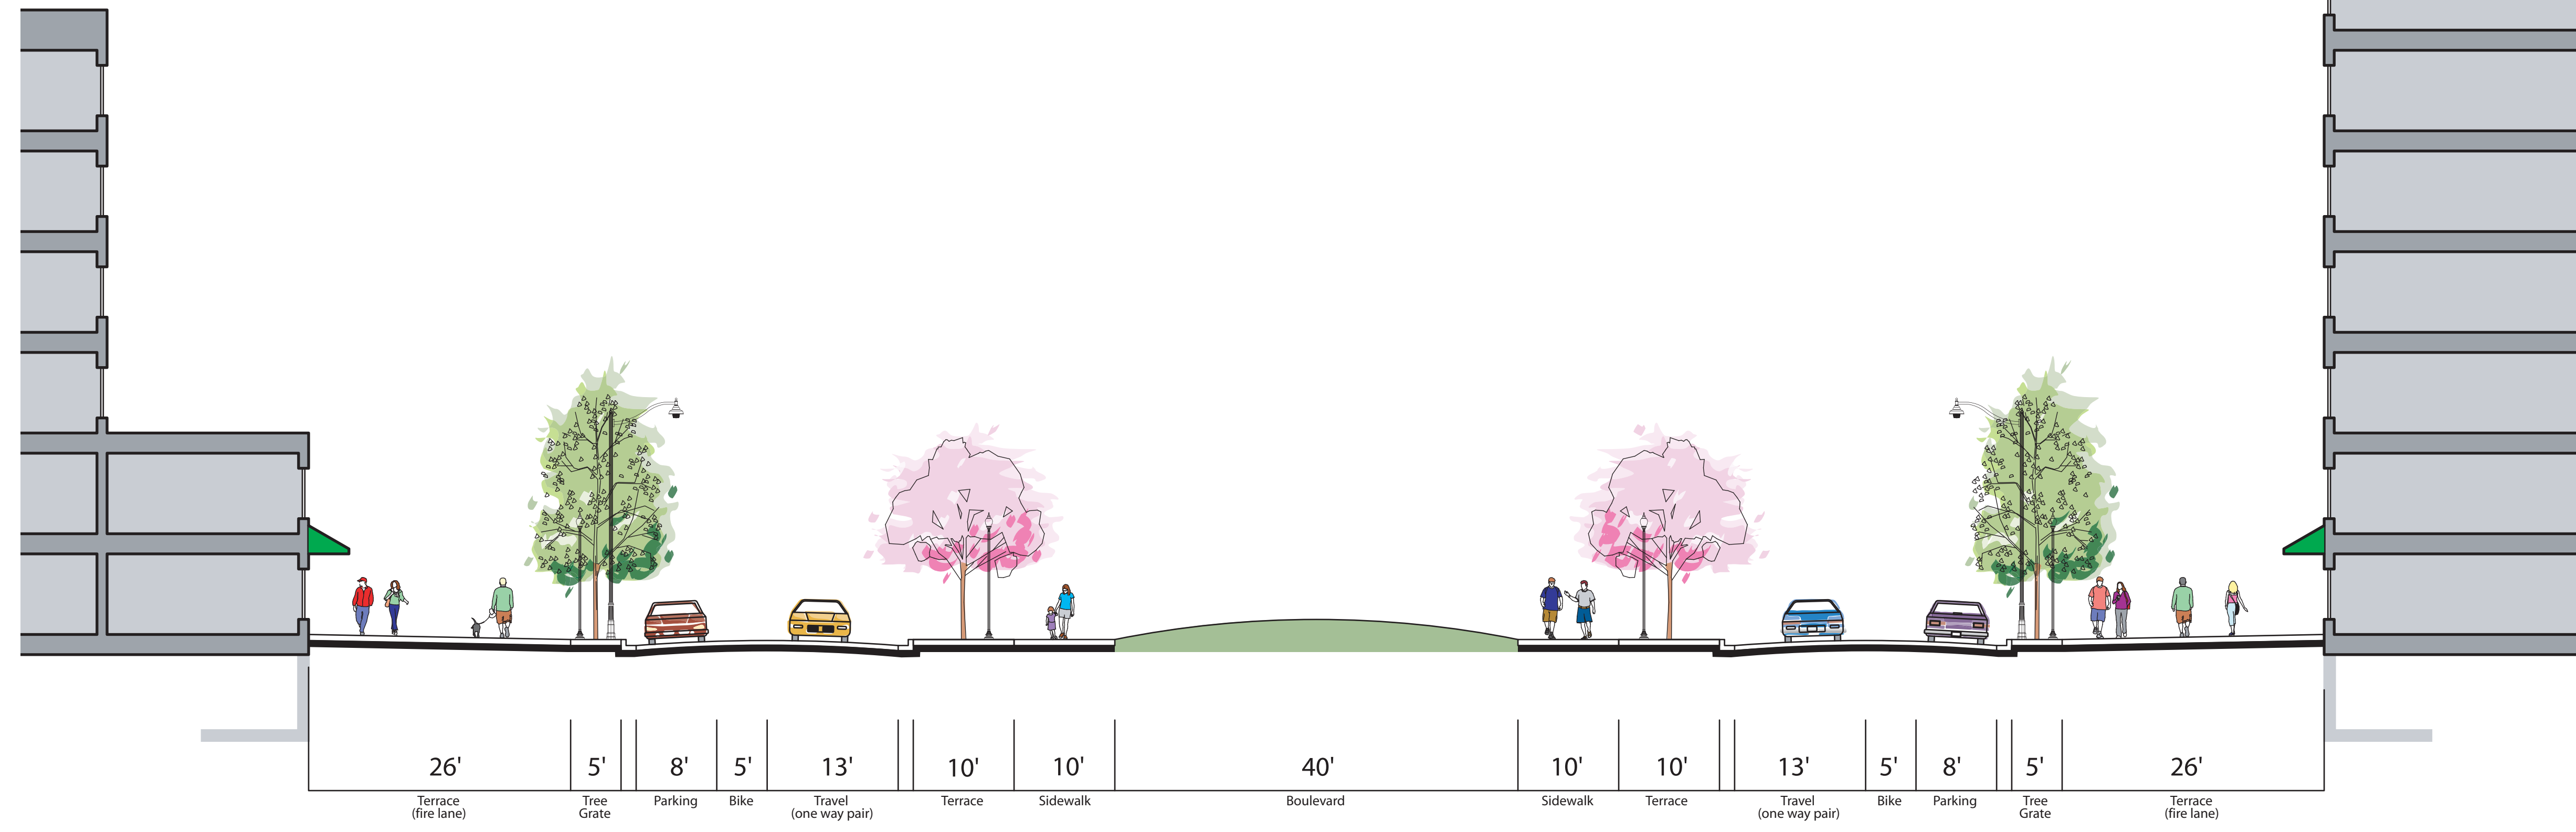 26' 5' 8' 5' 13' 10' 10' 40' 10' 10' 13' 5' 8' 5' 26'
Terrace Tree Parking Bike Travel Terrace Sidewalk Boulevard Sidewalk Terrace Travel Bike Parking Tree Terrace
(fire lane) Grate (one way pair) (one way pair) Grate (fire lane)